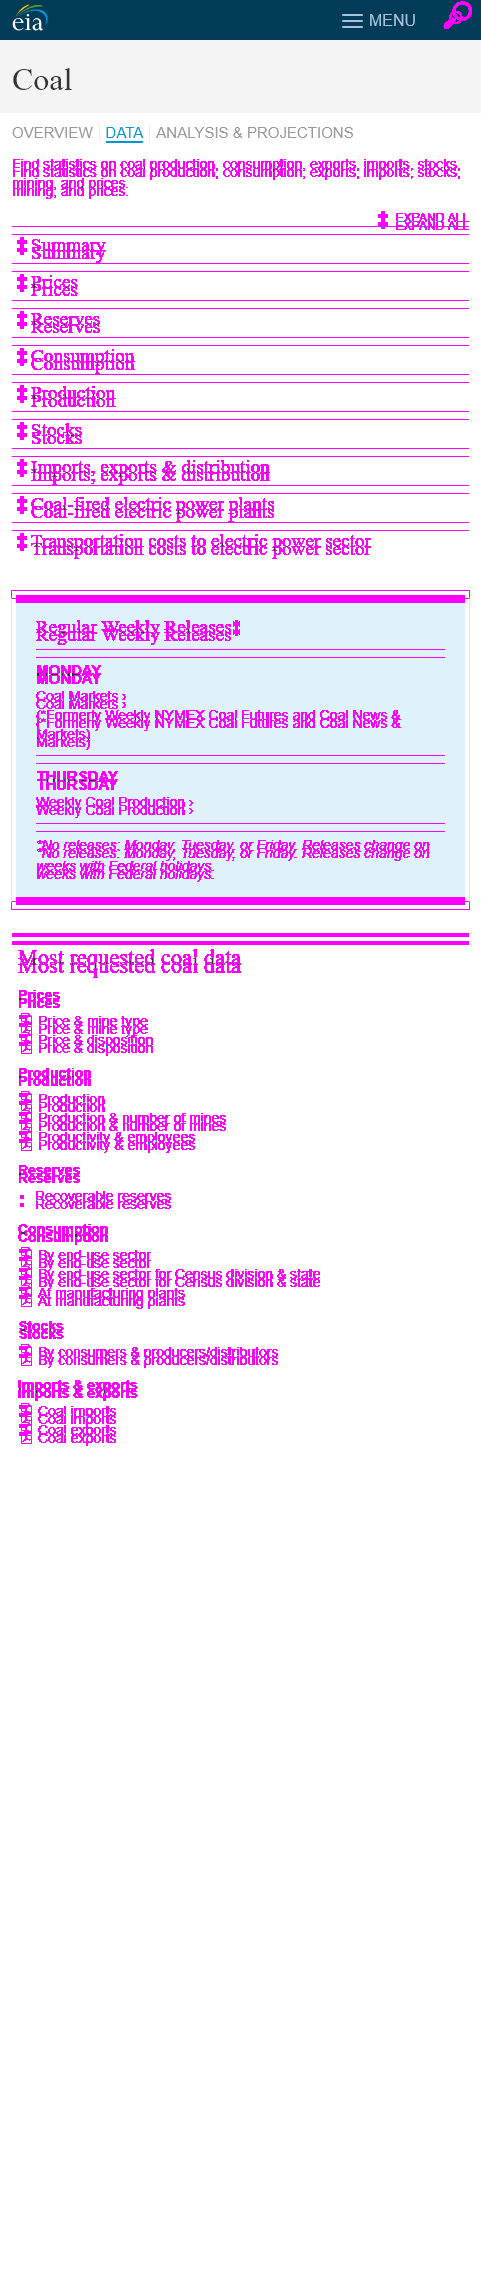 eia
MENU
Coal
OVERVIEW DATA ANALYSIS & PROJECTIONS
Find statistics on coal production, consumption, exports, imports, stocks,
mining, and prices.
EXPAND ALL
Summary
Prices
Reserves
Consumption
Production
Stocks
Imports, exports & distribution
Coal-fired electric power plants
Transportation costs to electric power sector
Regular Weekly Releases‡
MONDAY
Coal Markets ›
(*Formerly Weekly NYMEX Coal Futures and Coal News &
Markets)
THURSDAY
Weekly Coal Production ›
*No releases: Monday, Tuesday, or Friday. Releases change on
weeks with Federal holidays.
Most requested coal data
Prices
Price & mine type
Price & disposition
Production
Production
Production & number of mines
Productivity & employees
Reserves
Recoverable reserves
Consumption
By end-use sector
By end-use sector for Census division & state
At manufacturing plants
Stocks
By consumers & producers/distributors
Imports & exports
Coal imports
Coal exports